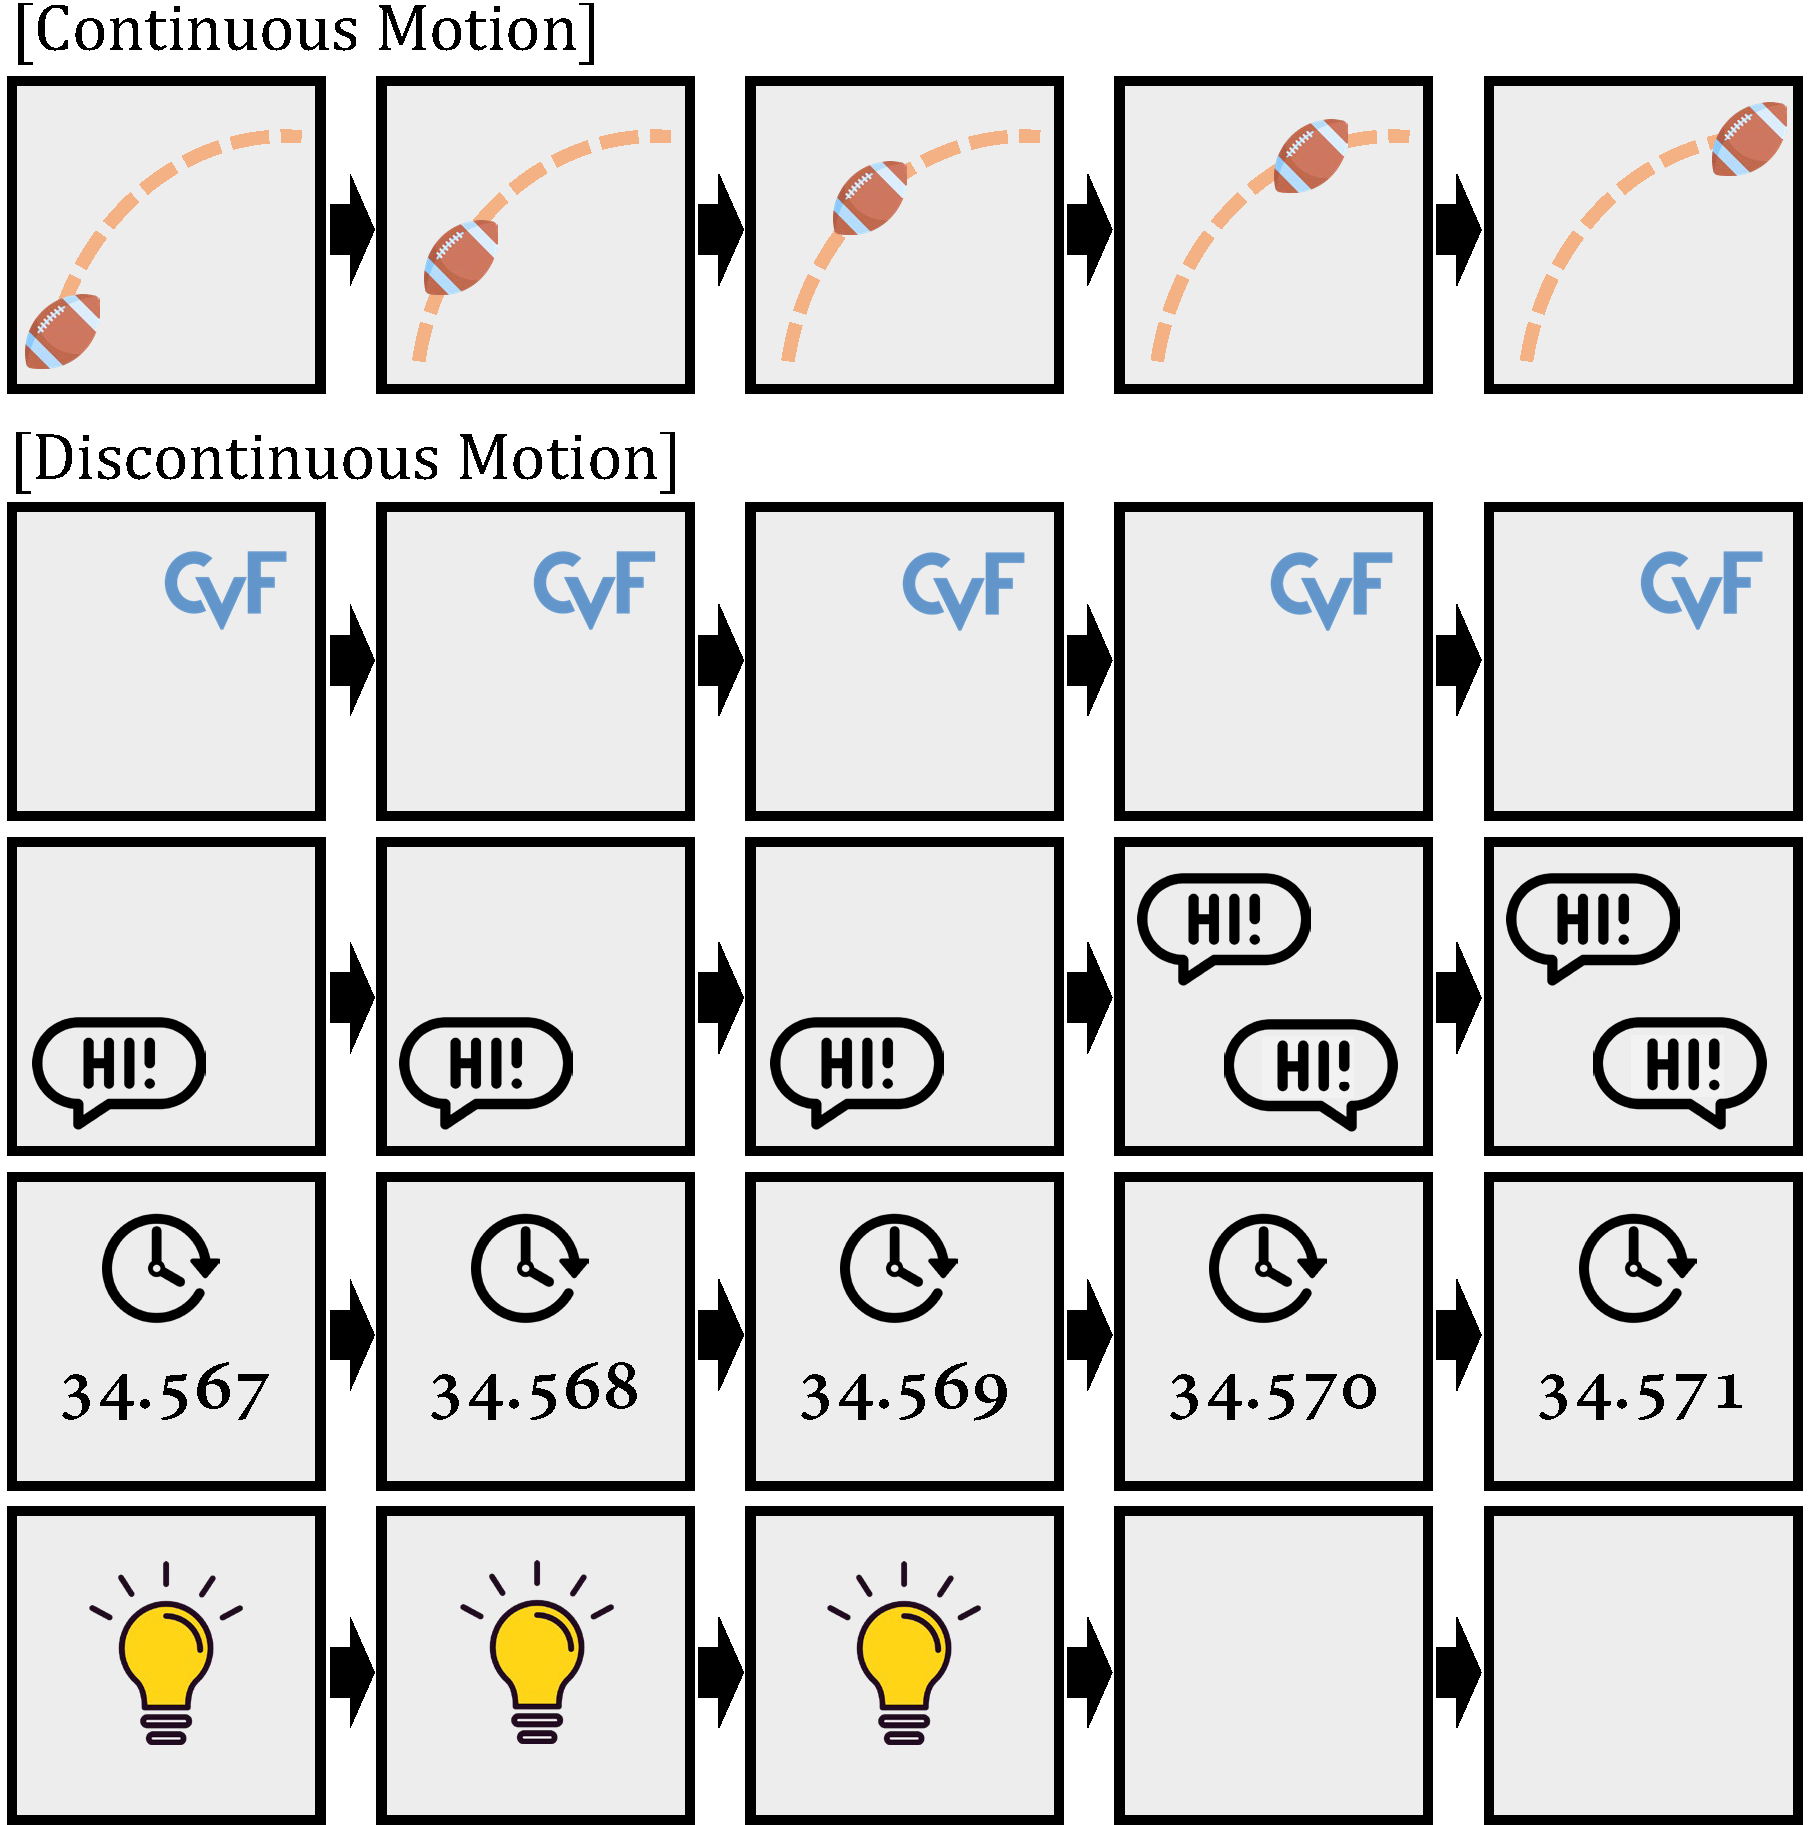 [Continuous Motion]
[Discontinuous Motion]
CVF CVF CVF CVF CVF
HI! HI!
HI! HI! HI! HI! HI!
34.567 34.568 34.569 34.570 34.571